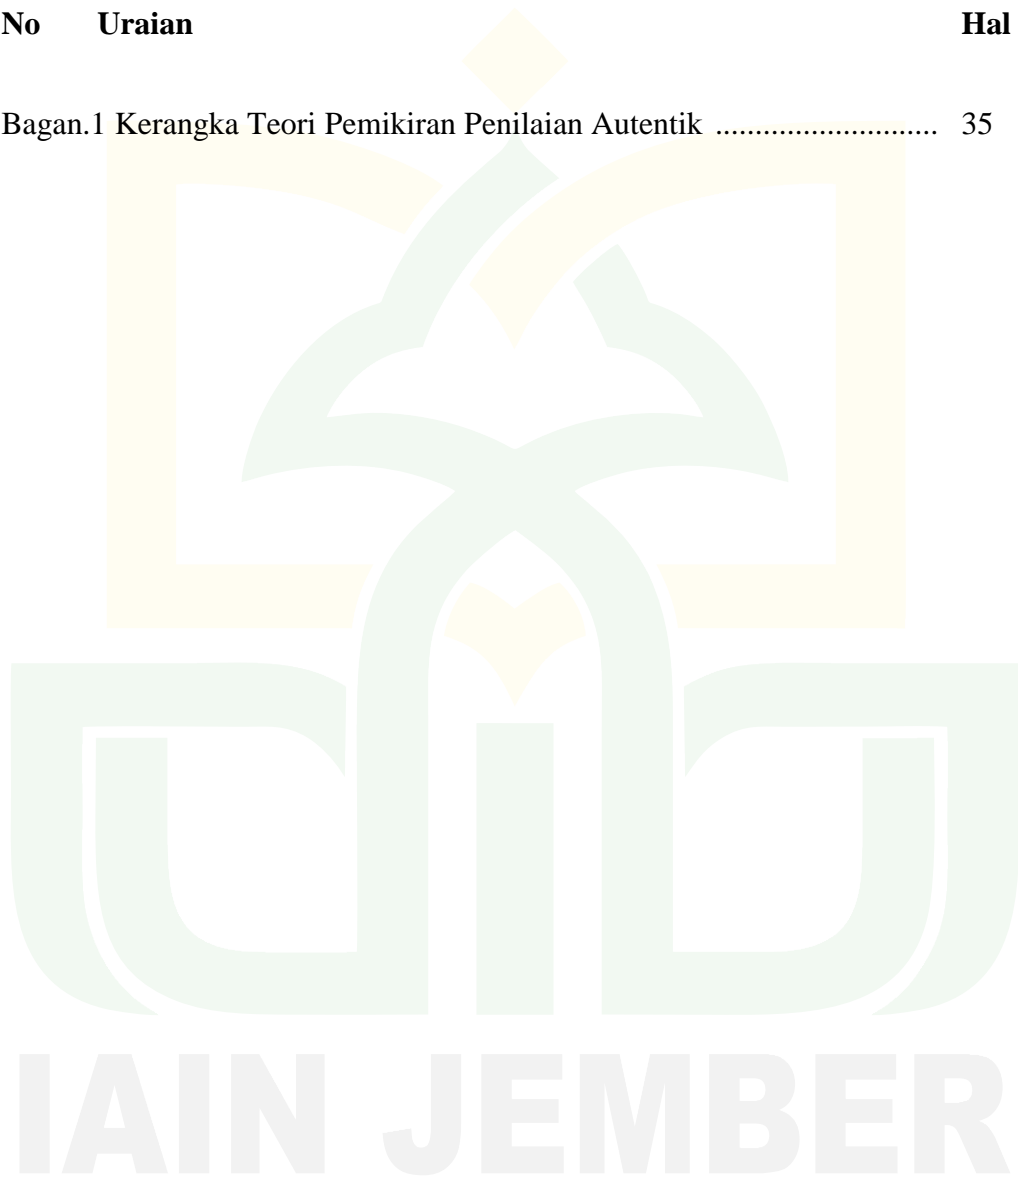 No Uraian Hal
Bagan.1 Kerangka Teori Pemikiran Penilaian Autentik ........................... 35
IAIN JEMBER